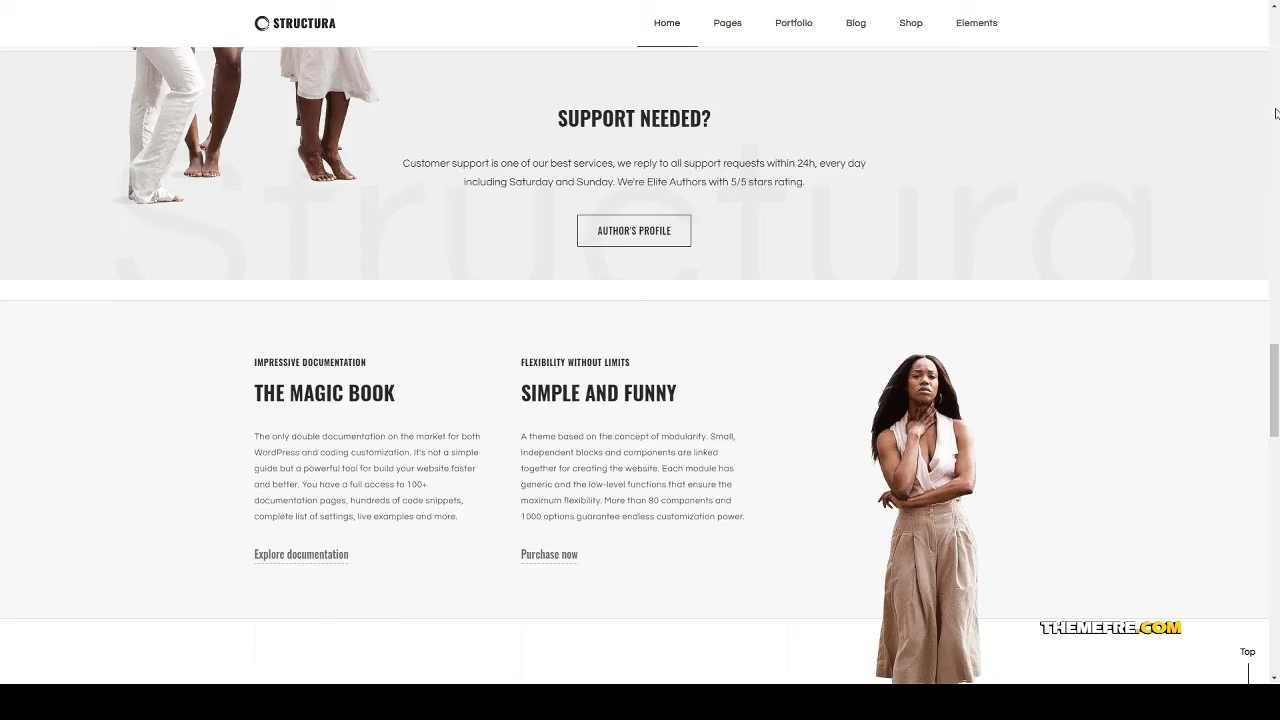 STRUCTURA
Home
Pages
Portfolio
Blog
Shop
Elements
SUPPORT NEEDED?
Customer support is one of our best services, we reply to all support requests within 24h, every day
including Saturday and Sunday. We're Elite Authors with 5/5 stars rating.
Structura
AUTHOR'S PROFILE
IMPRESSIVE DOCUMENTATION
THE MAGIC BOOK
The only double documentation on the market for both
WordPress and coding customization. It's not a simple
guide but a powerful tool for build your website faster
and better. You have a full access to 100+
documentation pages, hundreds of code snippets,
complete list of settings, live examples and more.
Explore documentation
FLEXIBILITY WITHOUT LIMITS
SIMPLE AND FUNNY
A theme based on the concept of modularity. Small,
independent blocks and components are linked
together for creating the website. Each module has
generic and the low-level functions that ensure the
maximum flexibility. More than 80 components and
1000 options guarantee endless customization power.
Purchase now
THEMEFRE.COM
Top